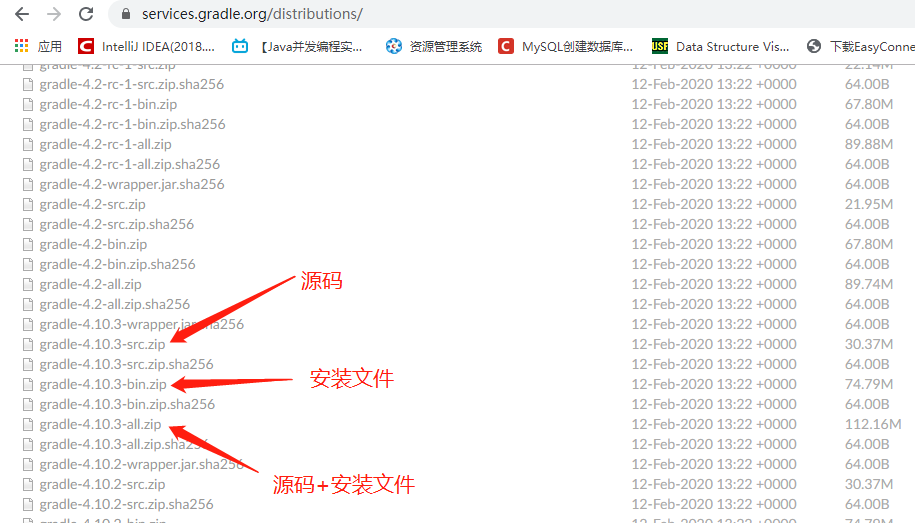 services.gradle.org/distributions/
应用 IntelliJ IDEA(2018.... 【Java并发编程实... 资源管理系统 MySQL创建数据库... USF Data Structure Vis... 下载EasyConne
gradle-4.2-rc-1-src.zip 12-Feb-2020 13:22 +0000 22.14M
gradle-4.2-rc-1-src.zip.sha256 12-Feb-2020 13:22 +0000 64.00B
gradle-4.2-rc-1-bin.zip 12-Feb-2020 13:22 +0000 67.80M
gradle-4.2-rc-1-bin.zip.sha256 12-Feb-2020 13:22 +0000 64.00B
gradle-4.2-rc-1-all.zip 12-Feb-2020 13:22 +0000 89.88M
gradle-4.2-rc-1-all.zip.sha256 12-Feb-2020 13:22 +0000 64.00B
gradle-4.2-wrapper.jar.sha256 12-Feb-2020 13:22 +0000 64.00B
gradle-4.2-src.zip 12-Feb-2020 13:22 +0000 21.95M
gradle-4.2-src.zip.sha256 12-Feb-2020 13:22 +0000 64.00B
gradle-4.2-bin.zip 12-Feb-2020 13:22 +0000 67.80M
gradle-4.2-bin.zip.sha256 12-Feb-2020 13:22 +0000 64.00B
源码
gradle-4.2-all.zip 12-Feb-2020 13:22 +0000 89.74M
gradle-4.2-all.zip.sha256 12-Feb-2020 13:22 +0000 64.00B
gradle-4.10.3-wrapper.jar.sha256 12-Feb-2020 13:22 +0000 64.00B
gradle-4.10.3-src.zip 12-Feb-2020 13:22 +0000 30.37M
gradle-4.10.3-src.zip.sha256 12-Feb-2020 13:22 +0000 64.00B
安装文件
gradle-4.10.3-bin.zip 12-Feb-2020 13:22 +0000 74.79M
gradle-4.10.3-bin.zip.sha256 12-Feb-2020 13:22 +0000 64.00B
gradle-4.10.3-all.zip 12-Feb-2020 13:22 +0000 112.16M
gradle-4.10.3-all.zip.sha256 12-Feb-2020 13:22 +0000 64.00B
gradle-4.10.2-wrapper.jar.sha256 12-Feb-2020 13:22 +0000 64.00B
gradle-4.10.2-src.zip 12-Feb-2020 13:22 +0000 30.37M
源码+安装文件
gradle-4.10.2-src.zip.sha256 12-Feb-2020 13:22 +0000 64.00B
gradle-4.10.2-bin.zip 12-Feb-2020 13:22 +0000 74.79M